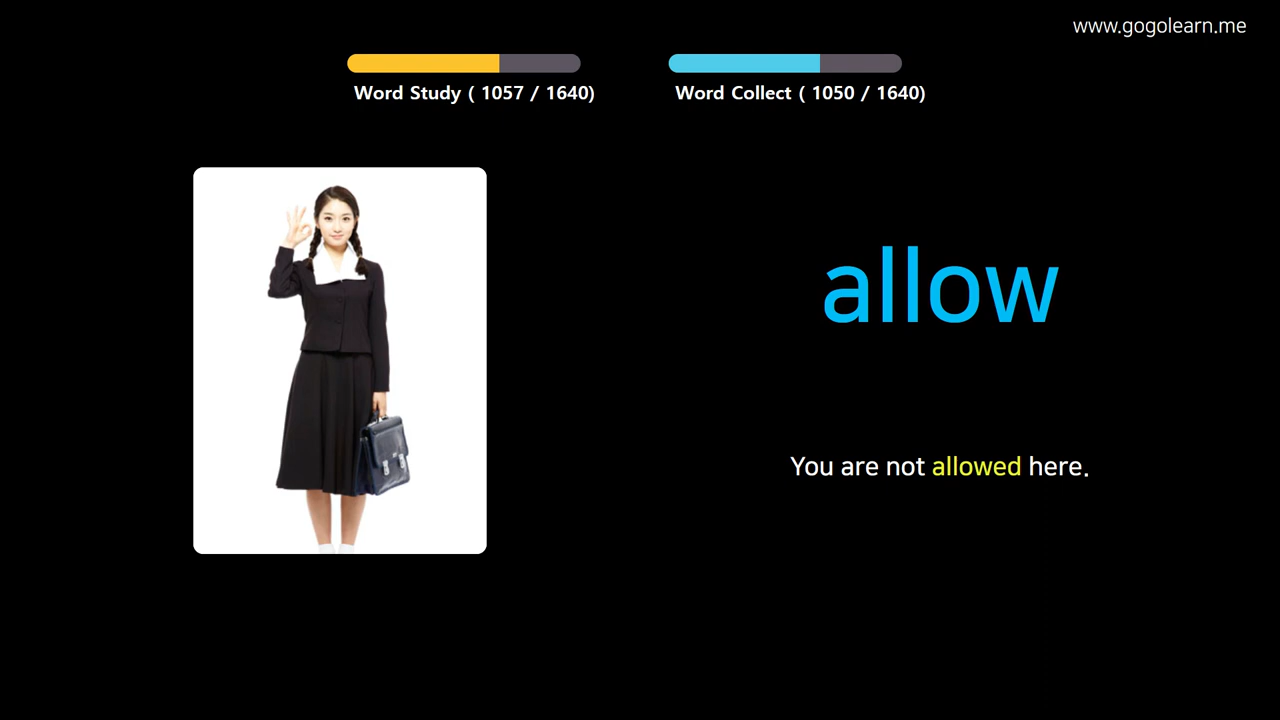 www.gogolearn.me
Word Study ( 1057 / 1640)
Word Collect ( 1050 / 1640)
allow
You are not allowed here.